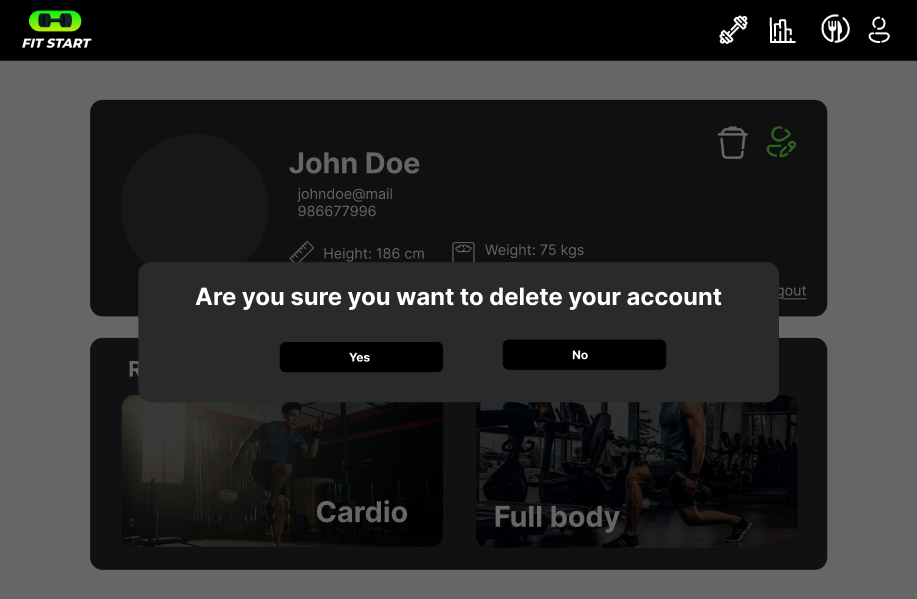 FIT START
John Doe
johndoe@mail
986677996
Height: 186 cm
Weight: 75 kgs
Are you sure you want to delete your account
Yes
No
Cardio
Full body